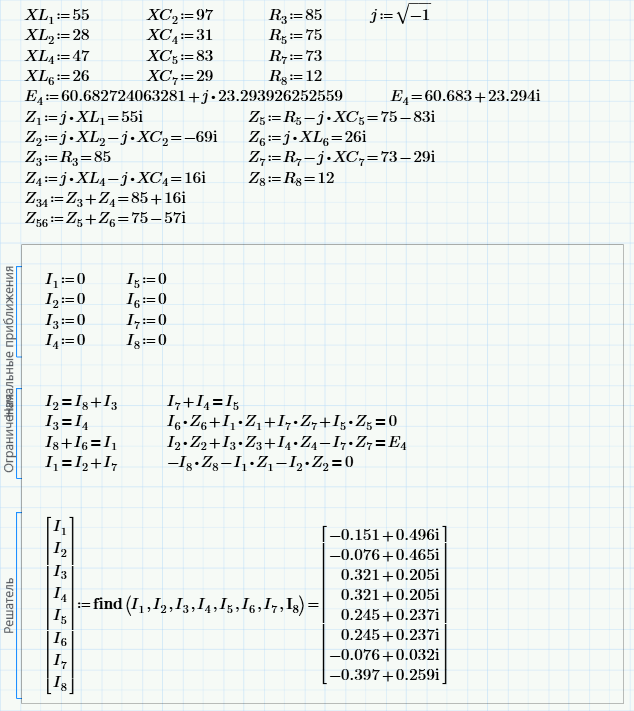 XL₁:=55 XC₂:=97 R₃:=85 j:=√−1
XL₂:=28 XC₄:=31 R₅:=75
XL₄:=47 XC₅:=83 R₇:=73
XL₆:=26 XC₇:=29 R₈:=12
E₄:=60.682724063281+j•23.293926252559 E₄=60.683+23.294i
Z₁:=j•XL₁=55i Z₅:=R₅−j•XC₅=75−83i
Z₂:=j•XL₂−j•XC₂=−69i Z₆:=j•XL₆=26i
Z₃:=R₃=85 Z₇:=R₇−j•XC₇=73−29i
Z₄:=j•XL₄−j•XC₄=16i Z₈:=R₈=12
Z₃₄:=Z₃+Z₄=85+16i
Z₅₆:=Z₅+Z₆=75−57i
Начальные приближения
I₁:=0 I₅:=0
I₂:=0 I₆:=0
I₃:=0 I₇:=0
I₄:=0 I₈:=0
Ограничения
I₂=I₈+I₃ I₇+I₄=I₅
I₃=I₄ I₆•Z₆+I₁•Z₁+I₇•Z₇+I₅•Z₅=0
I₈+I₆=I₁ I₂•Z₂+I₃•Z₃+I₄•Z₄−I₇•Z₇=E₄
I₁=I₂+I₇ −I₈•Z₈−I₁•Z₁−I₂•Z₂=0
Решатель
[I₁ −0.151+0.496i
I₂ −0.076+0.465i
I₃ 0.321+0.205i
I₄ 0.321+0.205i
I₅] :=find(I₁,I₂,I₃,I₄,I₅,I₆,I₇,I₈)= 0.245+0.237i
I₆ 0.245+0.237i
I₇ −0.076+0.032i
I₈ −0.397+0.259i